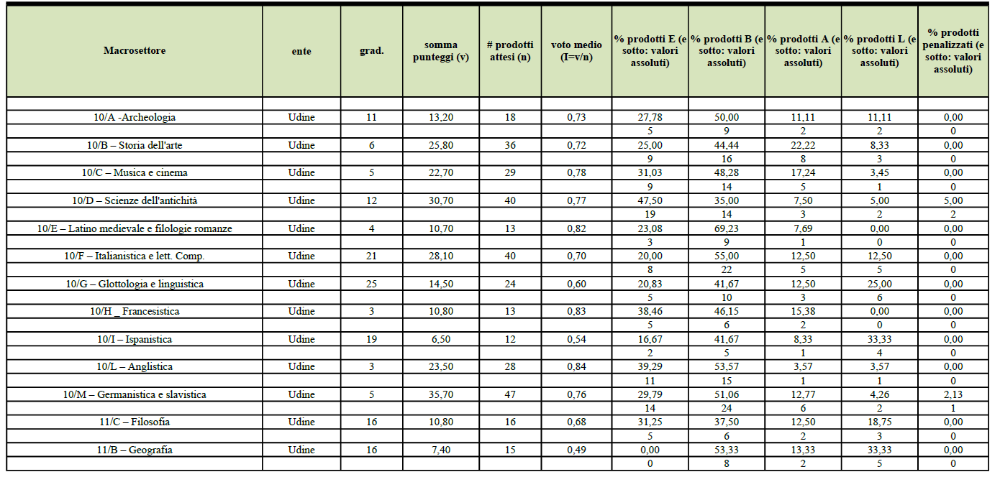 Macrosettore ente grad. somma punteggi (v) # prodotti attesi (n) voto medio (I=v/n) % prodotti E (e sotto: valori assoluti) % prodotti B (e sotto: valori assoluti) % prodotti A (e sotto: valori assoluti) % prodotti L (e sotto: valori assoluti) % prodotti penalizzati (e sotto: valori assoluti)
10/A -Archeologia Udine 11 13,20 18 0,73 27,78 50,00 11,11 11,11 0,00
5 9 2 2 0
10/B – Storia dell'arte Udine 6 25,80 36 0,72 25,00 44,44 22,22 8,33 0,00
9 16 8 3 0
10/C – Musica e cinema Udine 5 22,70 29 0,78 31,03 48,28 17,24 3,45 0,00
9 14 5 1 0
10/D – Scienze dell'antichità Udine 12 30,70 40 0,77 47,50 35,00 7,50 5,00 5,00
19 14 3 2 2
10/E – Latino medievale e filologie romanze Udine 4 10,70 13 0,82 23,08 69,23 7,69 0,00 0,00
3 9 1 0 0
10/F – Italianistica e lett. Comp. Udine 21 28,10 40 0,70 20,00 55,00 12,50 12,50 0,00
8 22 5 5 0
10/G – Glottologia e linguistica Udine 25 14,50 24 0,60 20,83 41,67 12,50 25,00 0,00
5 10 3 6 0
10/H _ Francesistica Udine 3 10,80 13 0,83 38,46 46,15 15,38 0,00 0,00
5 6 2 0 0
10/I – Ispanistica Udine 19 6,50 12 0,54 16,67 41,67 8,33 33,33 0,00
2 5 1 4 0
10/L – Anglistica Udine 3 23,50 28 0,84 39,29 53,57 3,57 3,57 0,00
11 15 1 1 0
10/M – Germanistica e slavistica Udine 5 35,70 47 0,76 29,79 51,06 12,77 4,26 2,13
14 24 6 2 1
11/C – Filosofia Udine 16 10,80 16 0,68 31,25 37,50 12,50 18,75 0,00
5 6 2 3 0
11/B – Geografia Udine 16 7,40 15 0,49 0,00 53,33 13,33 33,33 0,00
0 8 2 5 0